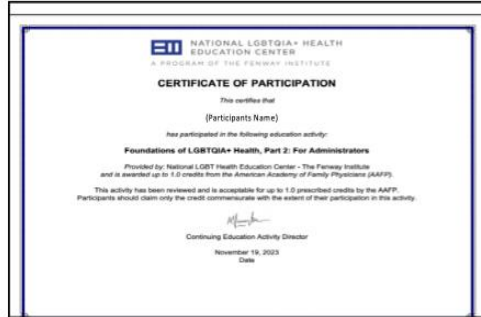 NATIONAL LGBTQIA+ HEALTH
EDUCATION CENTER
A PROGRAM OF THE FENWAY INSTITUTE
CERTIFICATE OF PARTICIPATION
This certifies that
(Participants Name)
has participated in the following education activity:
Foundations of LGBTQIA+ Health, Part 2: For Administrators
Provided by: National LGBT Health Education Center - The Fenway Institute
and is awarded up to 1.0 credits from the American Academy of Family Physicians (AAFP).
This activity has been reviewed and is acceptable for up to 1.0 prescribed credits by the AAFP.
Participants should claim only the credit commensurate with the extent of their participation in this activity.
Continuing Education Activity Director
November 19, 2023
Date